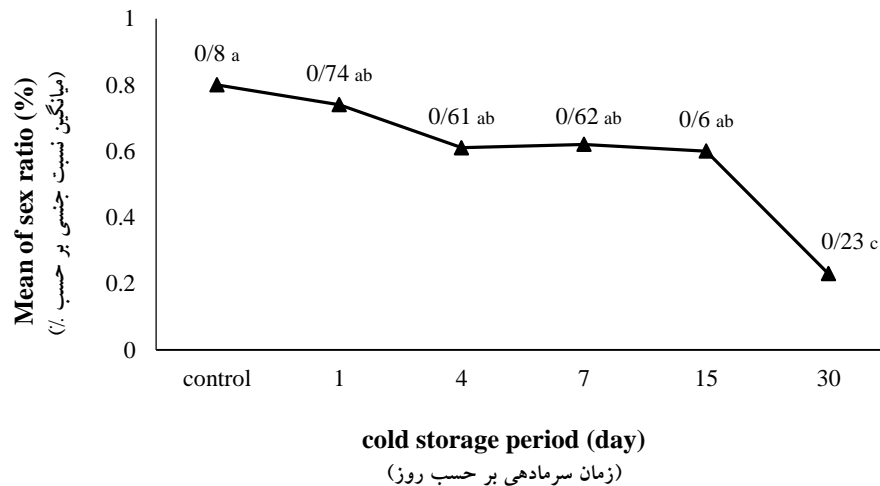 1
0.8
0.6
0.4
0.2
0
Mean of sex ratio (%)
(میانگین نسبت جنسی بر حسب ٪)
0/8 a
0/74 ab
0/61 ab
0/62 ab
0/6 ab
0/23 c
control 1 4 7 15 30
cold storage period (day)
(زمان سرمادهی بر حسب روز)